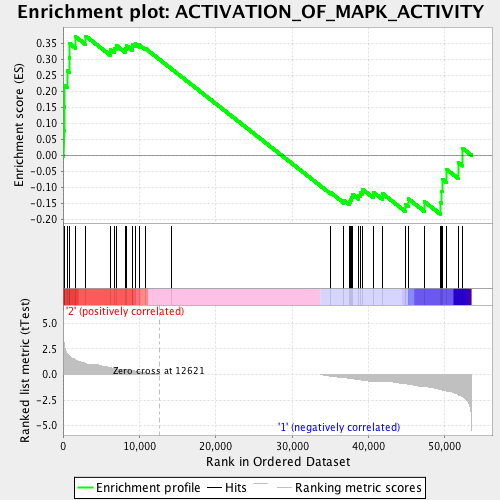 Enrichment plot: ACTIVATION_OF_MAPK_ACTIVITY
Enrichment score (ES)
0.35
0.30
0.25
0.20
0.15
0.10
0.05
0.00
-0.05
-0.10
-0.15
-0.20
'2' (positively correlated)
Ranked list metric (tTest)
5.0
2.5
0.0
-2.5
-5.0
Zero cross at 12621
'1' (negatively correlated)
0
10,000
20,000
30,000
40,000
50,000
Rank in Ordered Dataset
Enrichment profile
Hits
Ranking metric scores